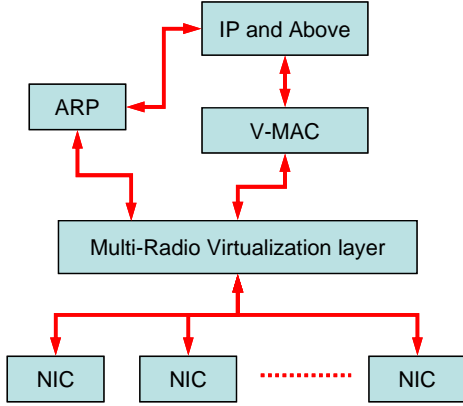 IP and Above
ARP
V-MAC
Multi-Radio Virtualization layer
NIC
NIC
NIC